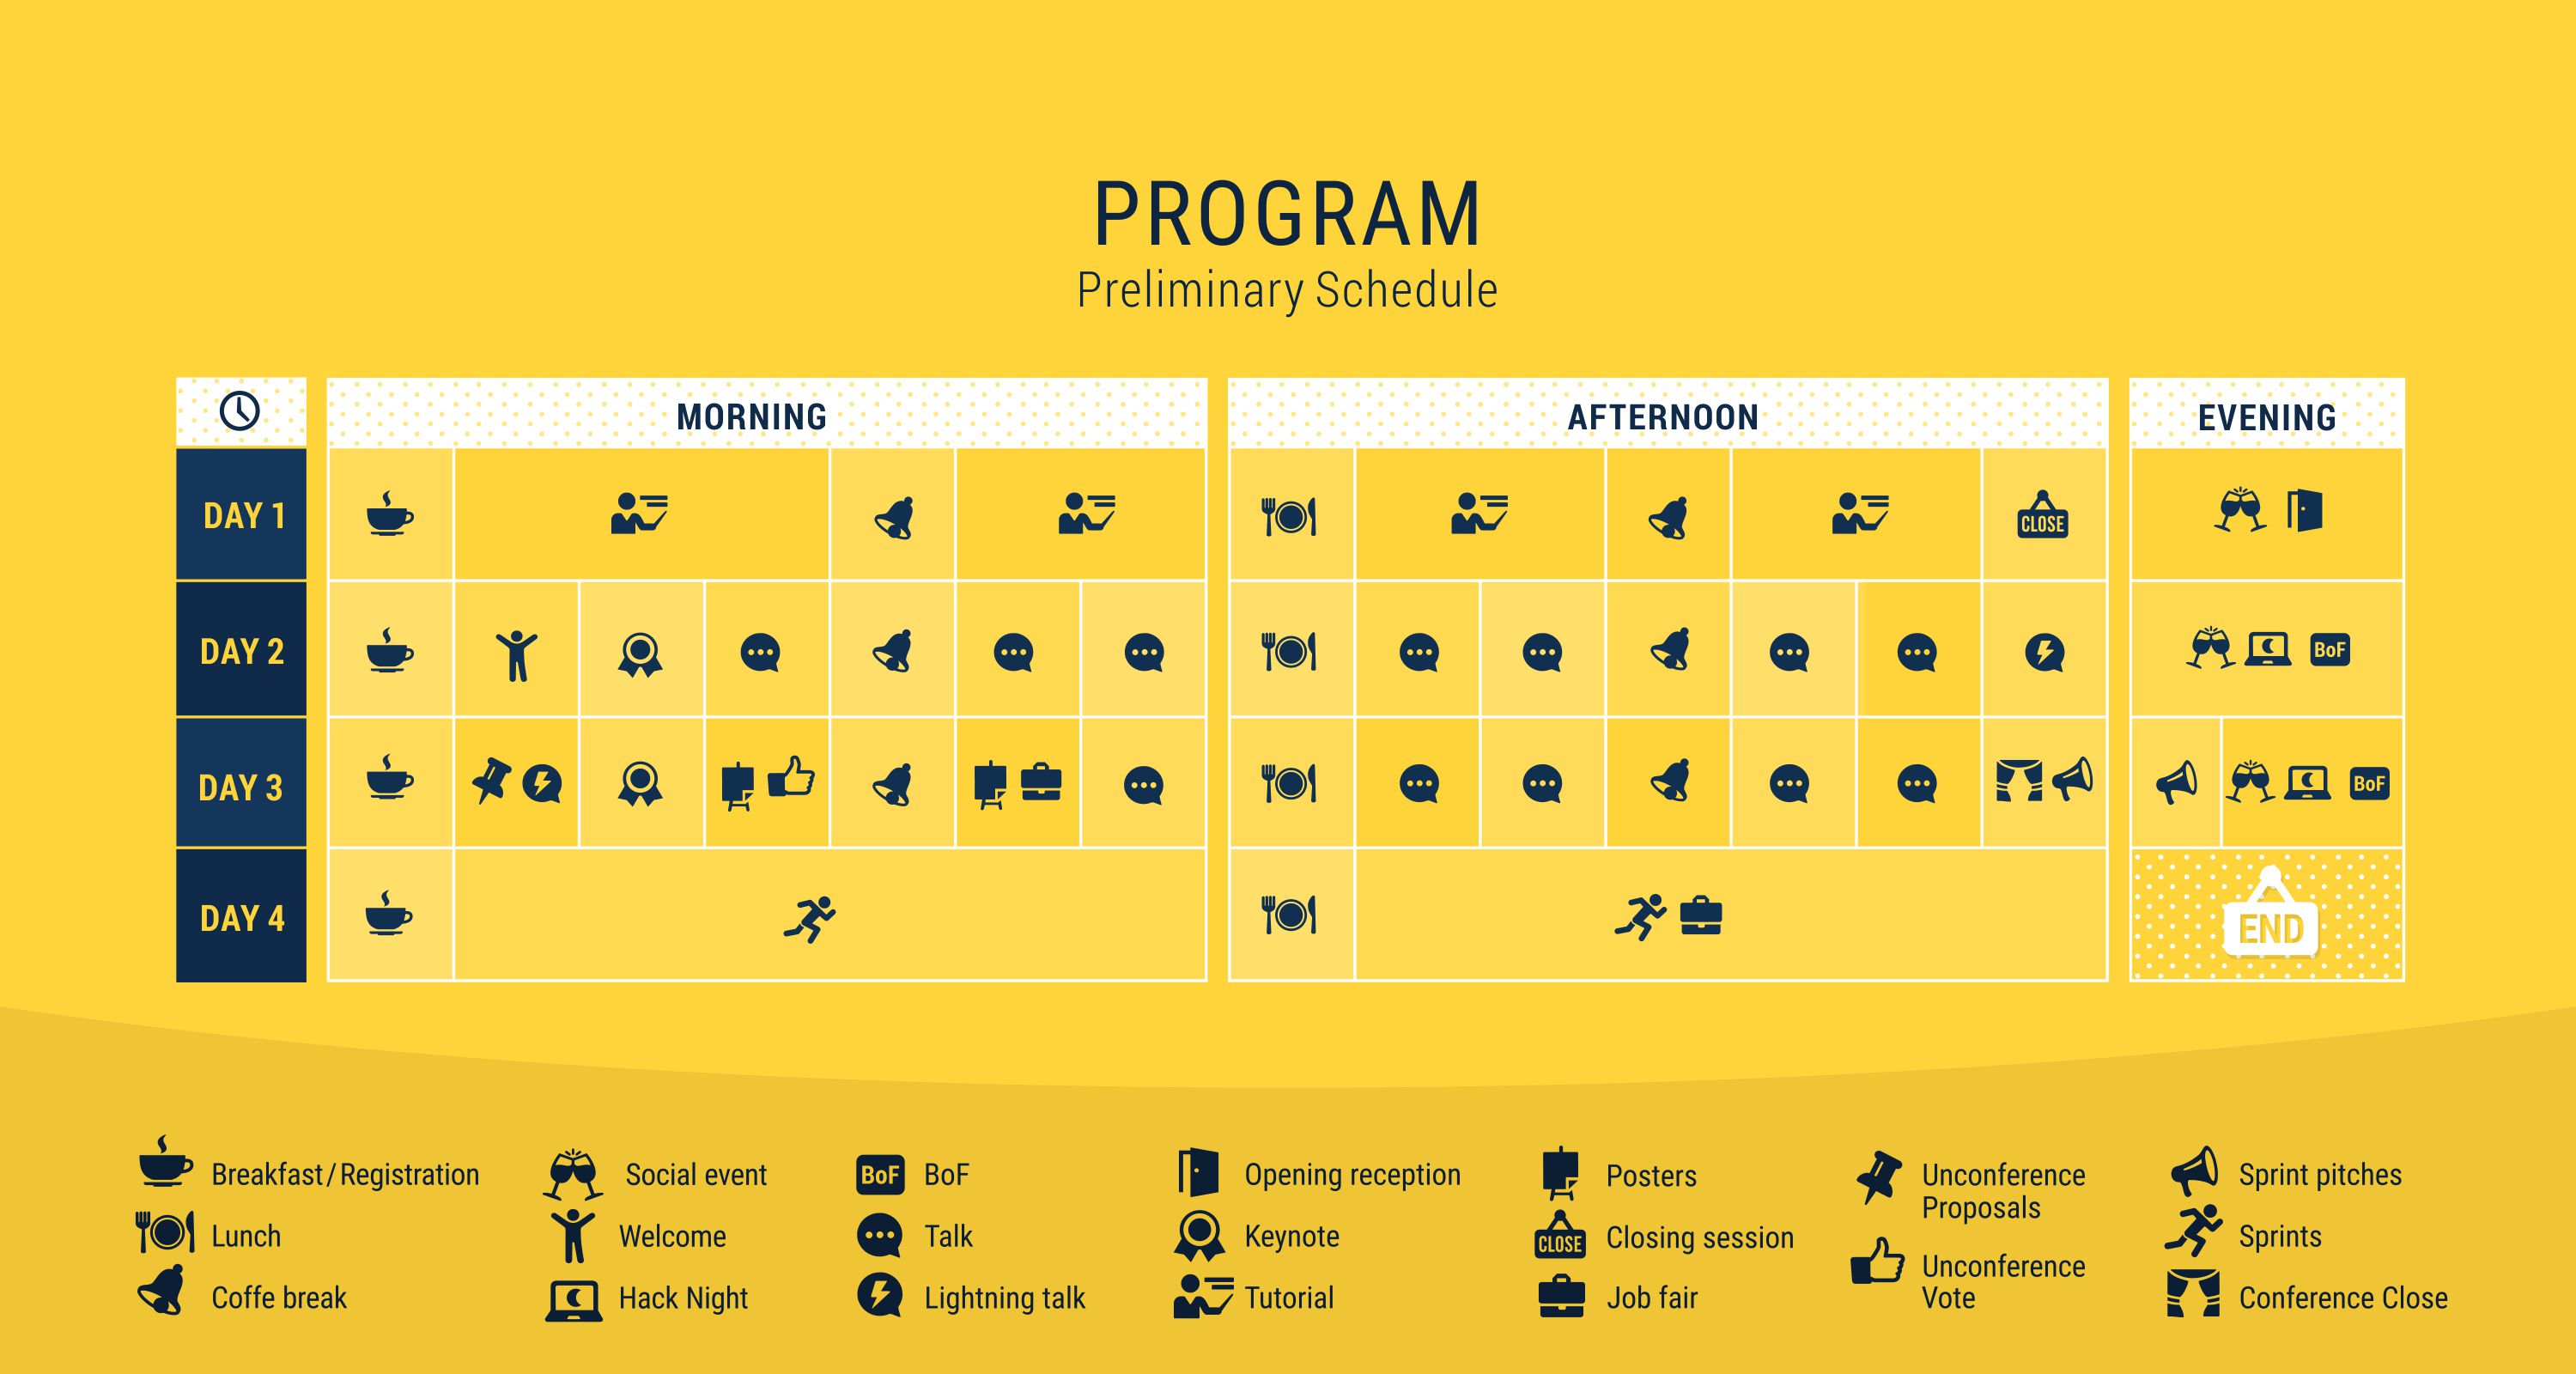 PROGRAM
Preliminary Schedule
MORNING
AFTERNOON
EVENING
DAY 1
CLOSE
DAY 2
BoF
DAY 3
BoF
DAY 4
END
Breakfast/Registration
Lunch
Coffe break
Social event
Welcome
Hack Night
BoF
BoF
Talk
Lightning talk
Opening reception
Keynote
Tutorial
Posters
CLOSE
Closing session
Job fair
Unconference
Proposals
Unconference
Vote
Sprint pitches
Sprints
Conference Close